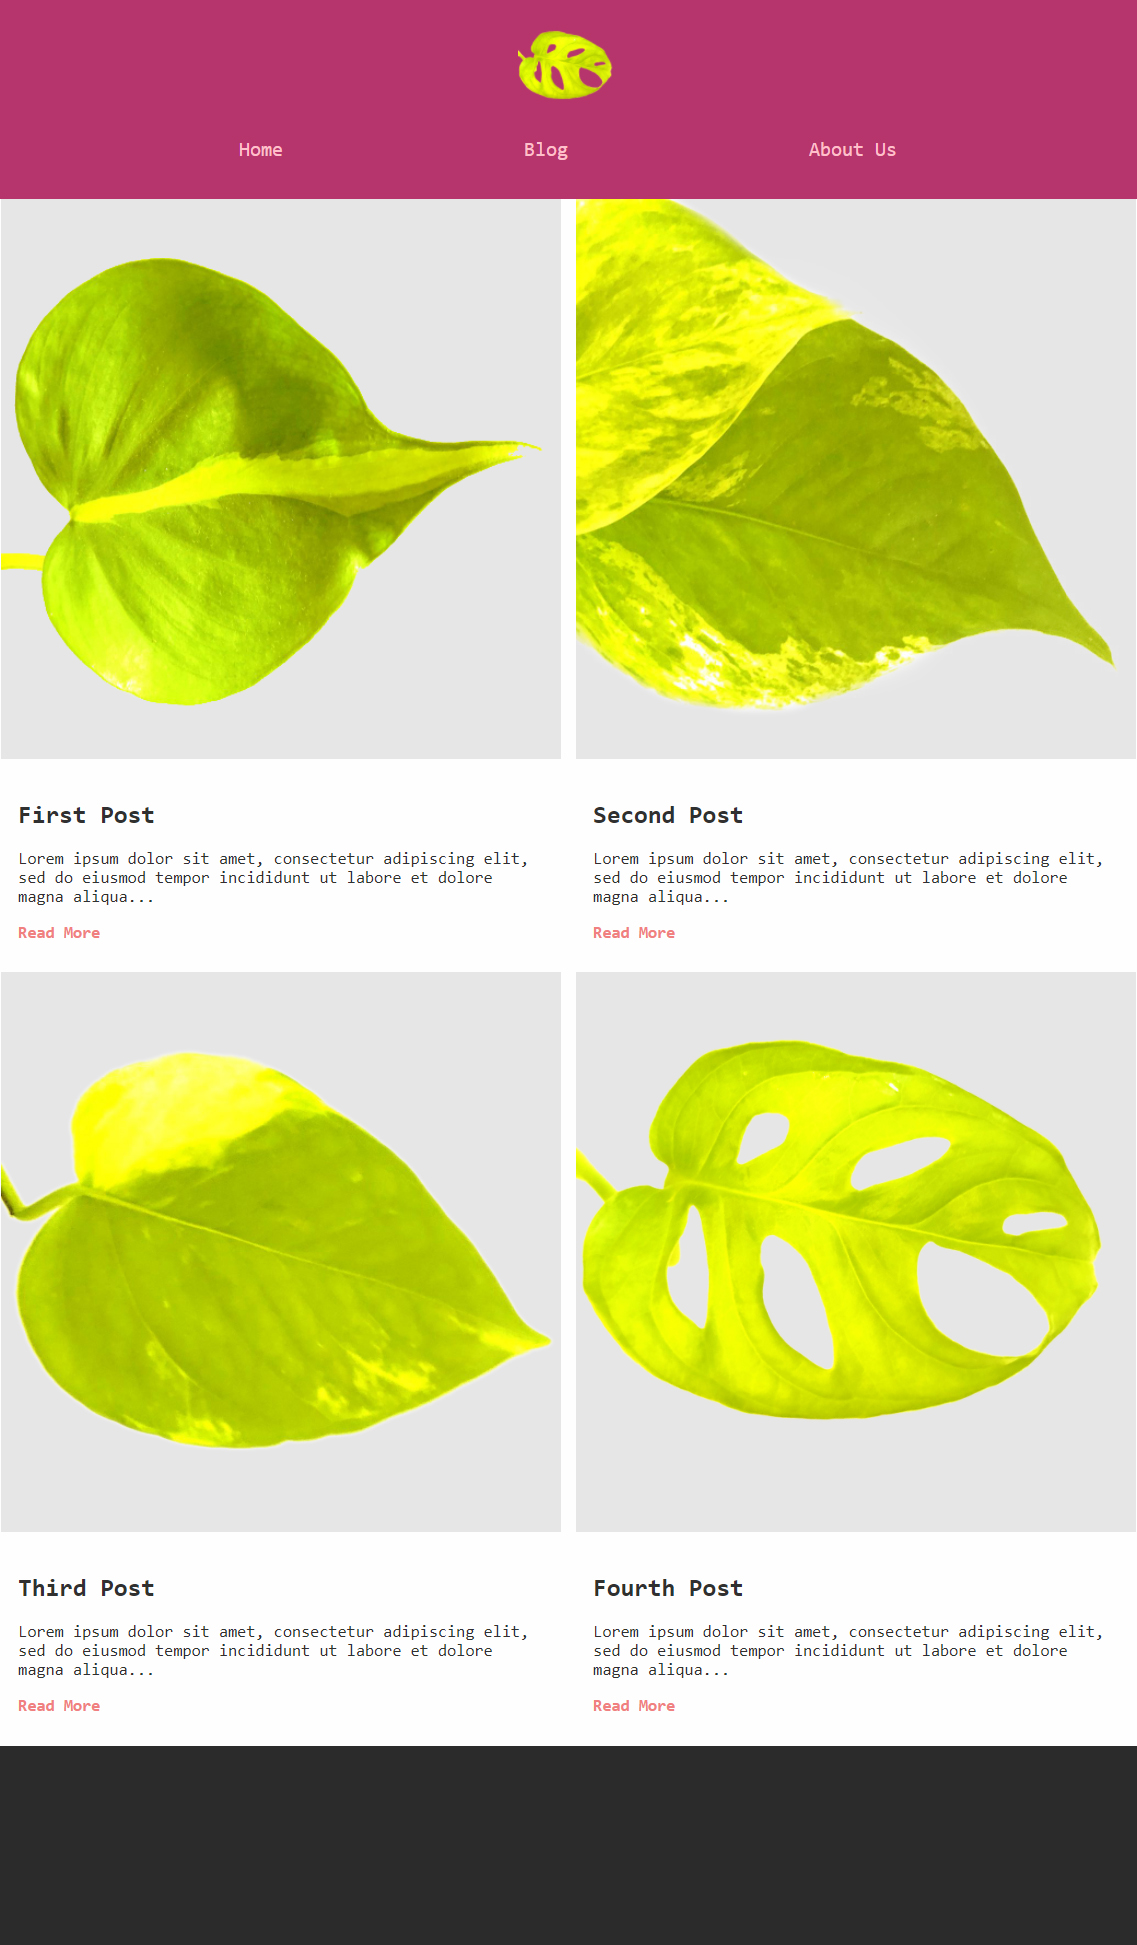 Home
Blog
About Us
First Post
Lorem ipsum dolor sit amet, consectetur adipiscing elit,
sed do eiusmod tempor incididunt ut labore et dolore
magna aliqua...
Read More
Second Post
Lorem ipsum dolor sit amet, consectetur adipiscing elit,
sed do eiusmod tempor incididunt ut labore et dolore
magna aliqua...
Read More
Third Post
Lorem ipsum dolor sit amet, consectetur adipiscing elit,
sed do eiusmod tempor incididunt ut labore et dolore
magna aliqua...
Read More
Fourth Post
Lorem ipsum dolor sit amet, consectetur adipiscing elit,
sed do eiusmod tempor incididunt ut labore et dolore
magna aliqua...
Read More